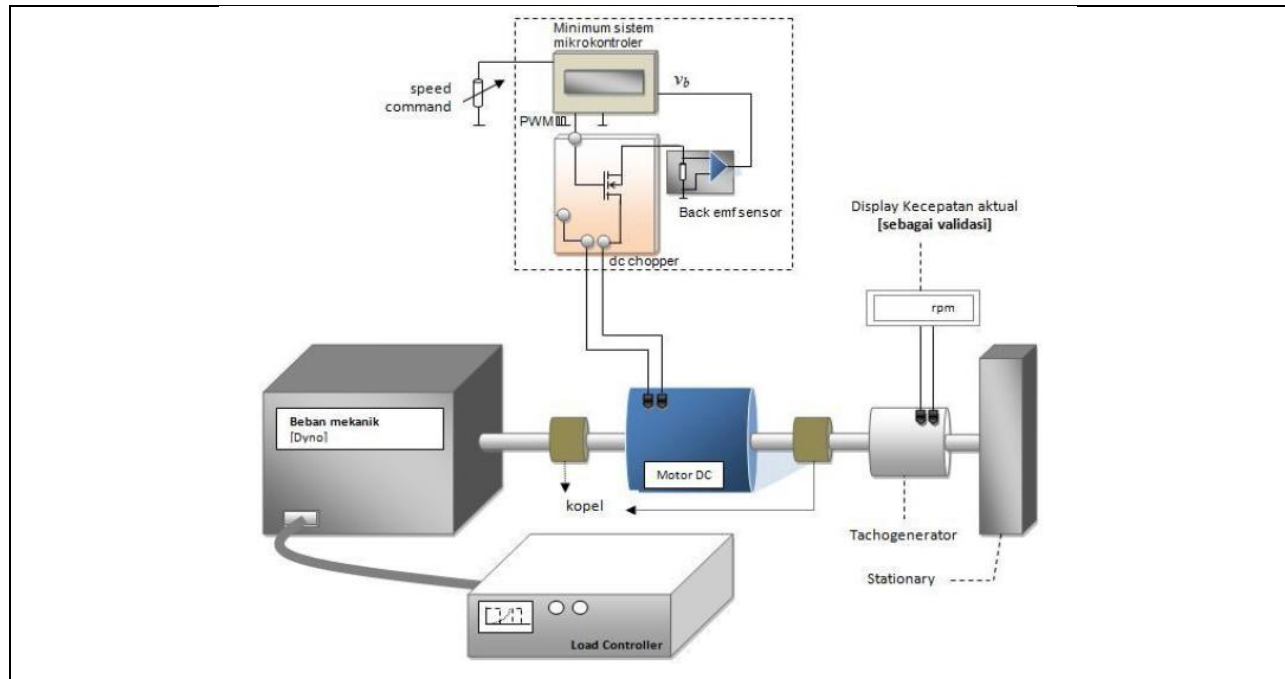 Minimum sistem
mikrokontroler
speed
command
v_b
PWM
Back emf sensor
dc chopper
Display Kecepatan aktual
[sebagai validasi]
rpm
Beban mekanik
[Dyno]
Motor DC
kopel
Tachogenerator
Stationary
Load Controller